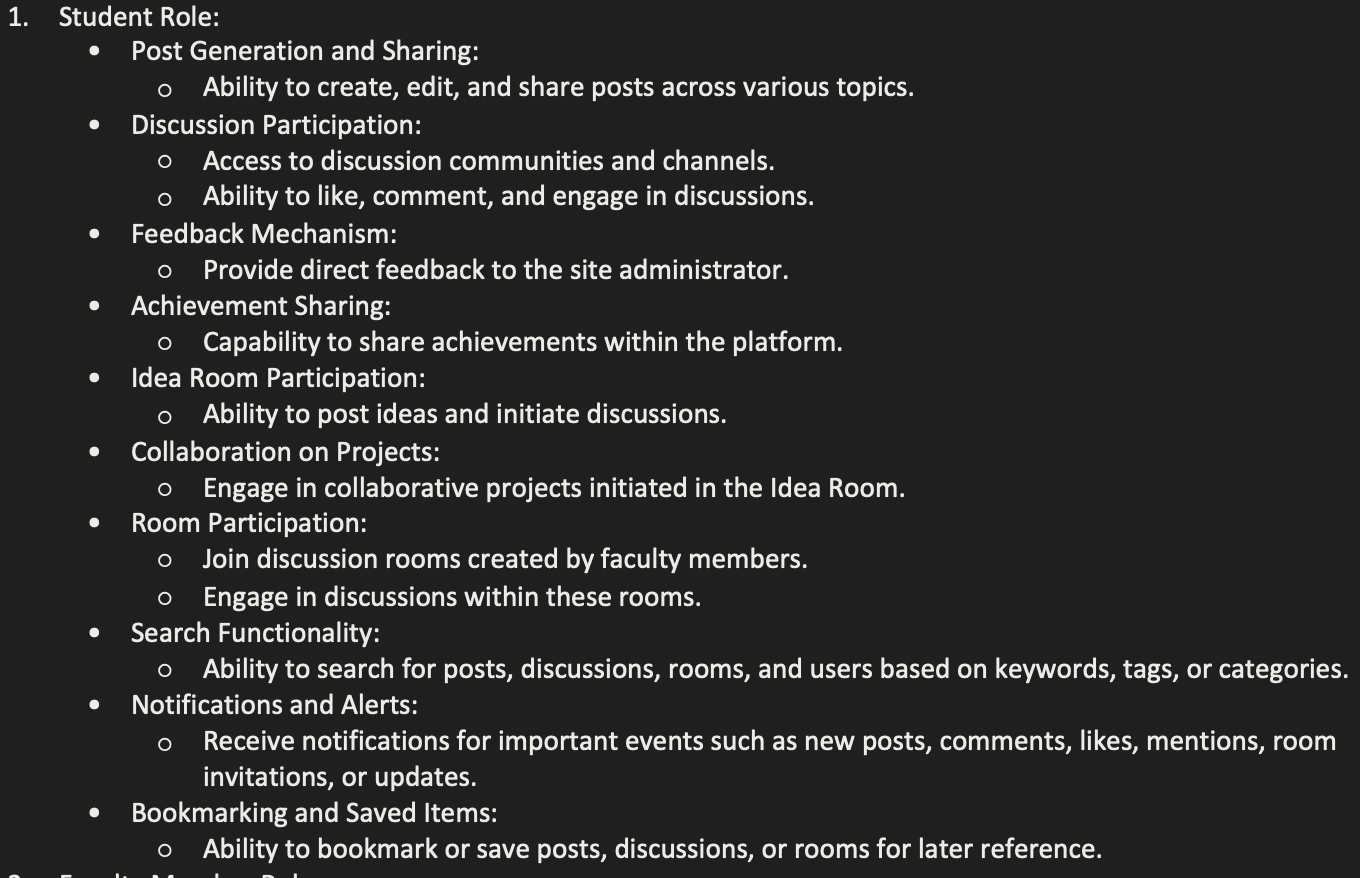 1. Student Role:
• Post Generation and Sharing:
o Ability to create, edit, and share posts across various topics.
• Discussion Participation:
o Access to discussion communities and channels.
o Ability to like, comment, and engage in discussions.
• Feedback Mechanism:
o Provide direct feedback to the site administrator.
• Achievement Sharing:
o Capability to share achievements within the platform.
• Idea Room Participation:
o Ability to post ideas and initiate discussions.
• Collaboration on Projects:
o Engage in collaborative projects initiated in the Idea Room.
• Room Participation:
o Join discussion rooms created by faculty members.
o Engage in discussions within these rooms.
• Search Functionality:
o Ability to search for posts, discussions, rooms, and users based on keywords, tags, or categories.
• Notifications and Alerts:
o Receive notifications for important events such as new posts, comments, likes, mentions, room
invitations, or updates.
• Bookmarking and Saved Items:
o Ability to bookmark or save posts, discussions, or rooms for later reference.